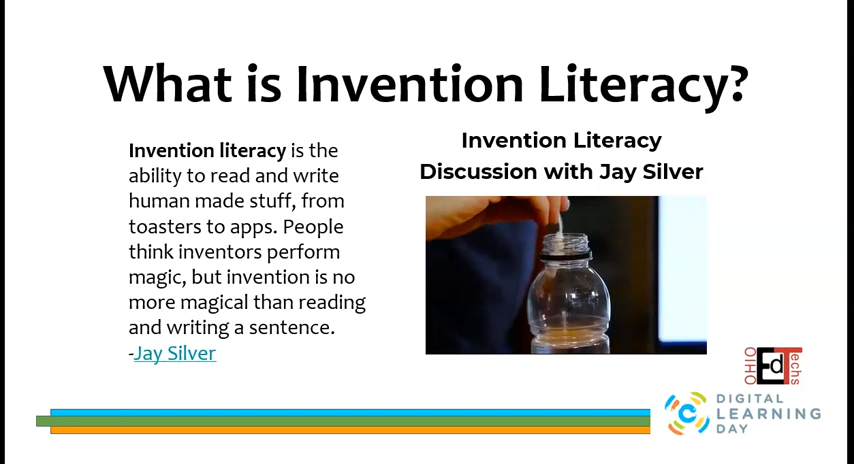 What is Invention Literacy?
Invention literacy is the
ability to read and write
human made stuff, from
toasters to apps. People
think inventors perform
magic, but invention is no
more magical than reading
and writing a sentence.
-Jay Silver
Invention Literacy
Discussion with Jay Silver
OHIO EdTechs
DIGITAL
LEARNING
DAY